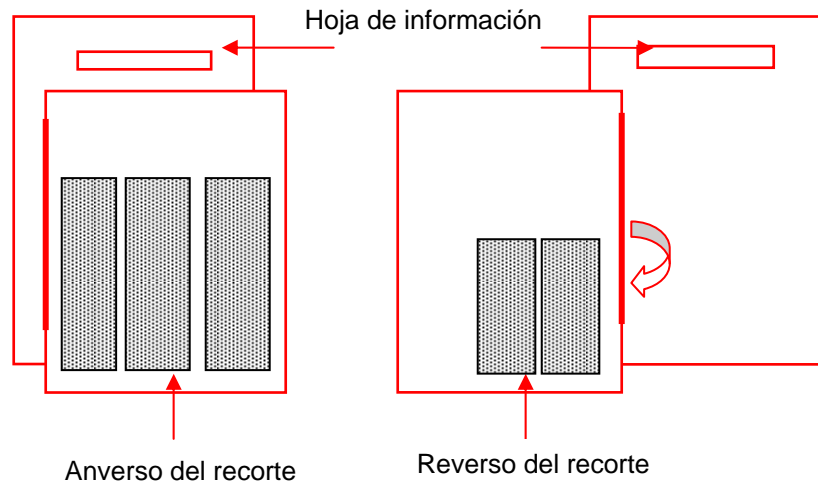 Hoja de información
Anverso del recorte
Reverso del recorte